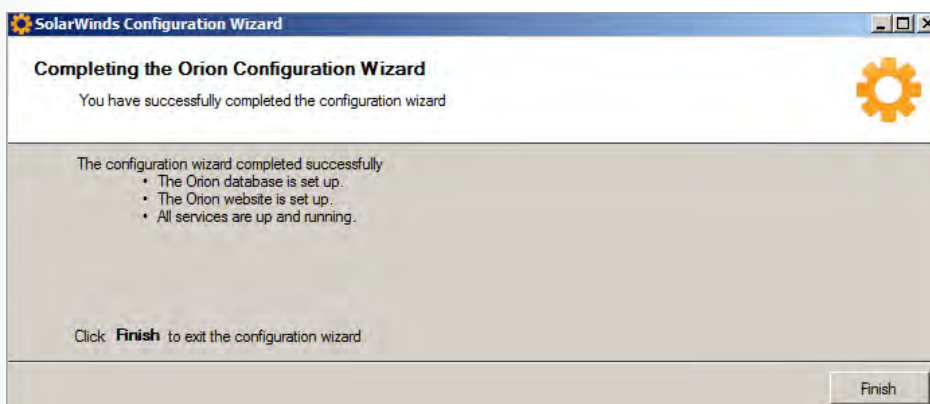 SolarWinds Configuration Wizard
Completing the Orion Configuration Wizard
You have successfully completed the configuration wizard
The configuration wizard completed successfully
• The Orion database is set up.
• The Orion website is set up.
• All services are up and running.
Click Finish to exit the configuration wizard
Finish